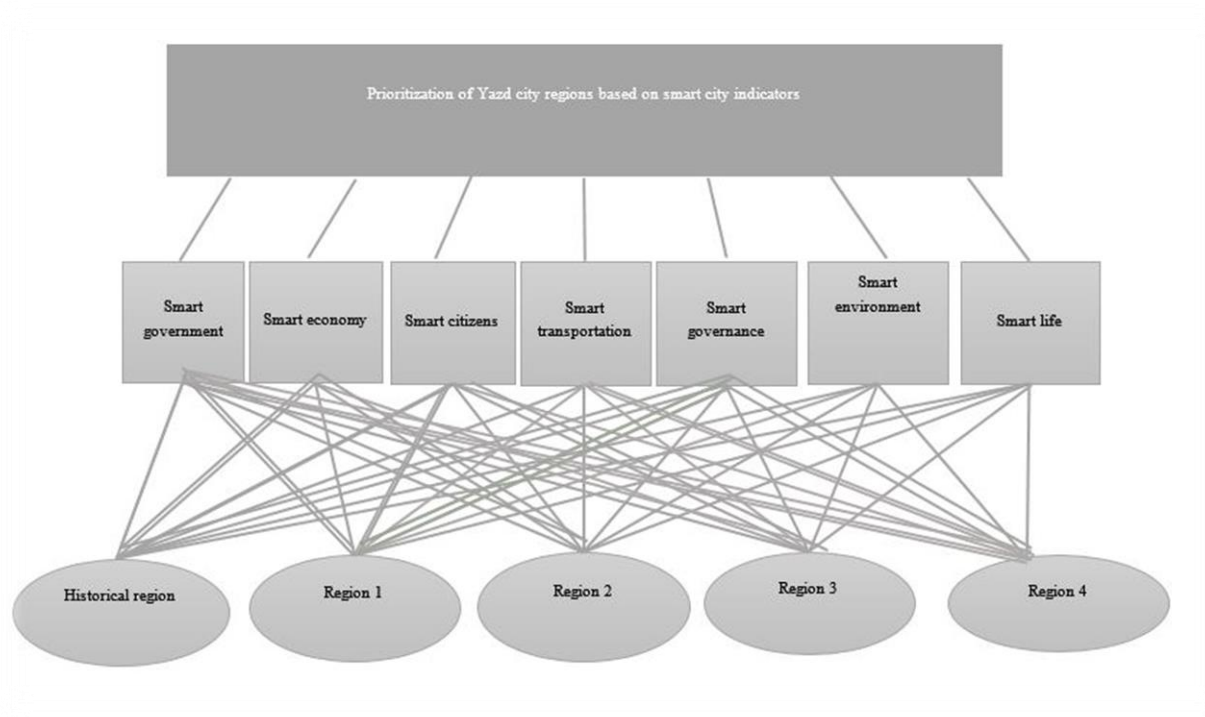 Prioritization of Yazd city regions based on smart city indicators
Smart
government
Smart economy
Smart citizens
Smart
transportation
Smart
governance
Smart
environment
Smart life
Historical region
Region 1
Region 2
Region 3
Region 4